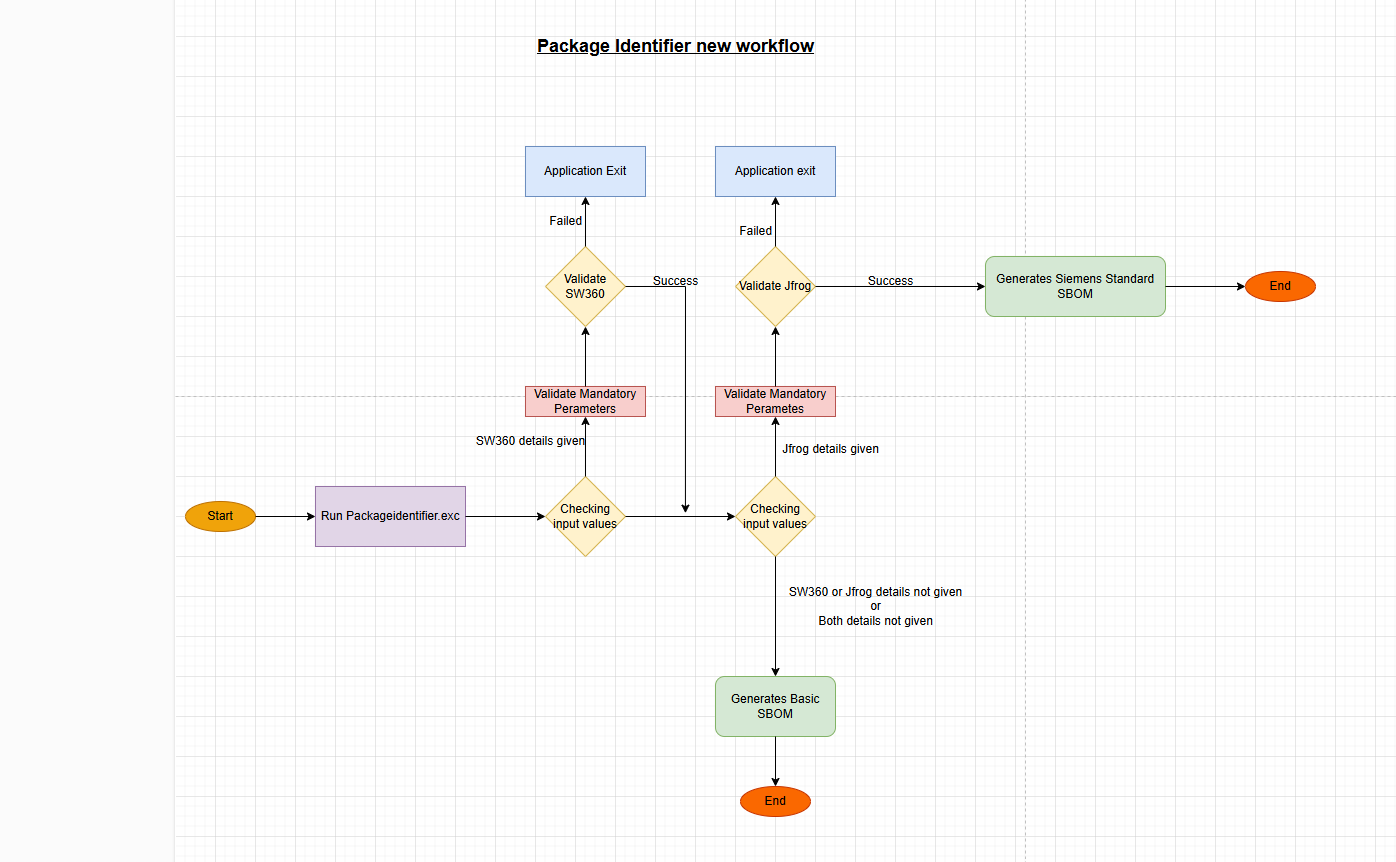 Package Identifier new workflow
Application Exit
Application exit
Failed
Failed
Validate
SW360
Success
Validate Jfrog
Success
Generates Siemens Standard
SBOM
End
Validate Mandatory
Perameters
Validate Mandatory
Perametes
SW360 details given
Jfrog details given
Start
Run Packageidentifier.exc
Checking
input values
Checking
input values
SW360 or Jfrog details not given
or
Both details not given
Generates Basic
SBOM
End